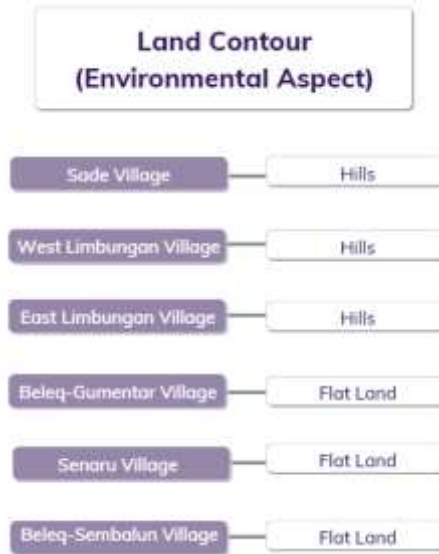 Land Contour
(Environmental Aspect)
Sade Village Hills
West Limbungan Village Hills
East Limbungan Village Hills
Beleq-Gumentar Village Flat Land
Senaru Village Flat Land
Beleq-Sembalun Village Flat Land